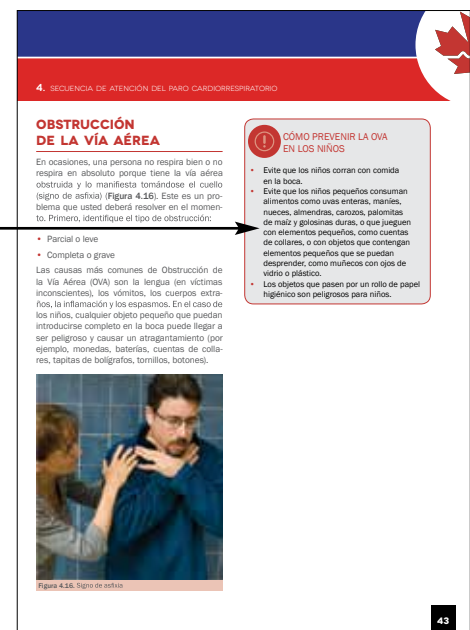 4. SECUENCIA DE ATENCIÓN DEL PARO CARDIORRESPIRATORIO
OBSTRUCCIÓN
DE LA VÍA AÉREA
En ocasiones, una persona no respira bien o no
respira en absoluto porque tiene la vía aérea
obstruida y lo manifiesta tomándose el cuello
(signo de asfixia) (Figura 4.16). Este es un pro-
blema que usted deberá resolver en el momen-
to. Primero, identifique el tipo de obstrucción:
• Parcial o leve
• Completa o grave
Las causas más comunes de Obstrucción de
la Vía Aérea (OVA) son la lengua (en víctimas
inconscientes), los vómitos, los cuerpos extra-
ños, la inflamación y los espasmos. En el caso de
los niños, cualquier objeto pequeño que puedan
introducirse completo en la boca puede llegar a
ser peligroso y causar un atragantamiento (por
ejemplo, monedas, baterías, cuentas de colla-
res, tapitas de bolígrafos, tornillos, botones).
Figura 4.16. Signo de asfixia
CÓMO PREVENIR LA OVA
EN LOS NIÑOS
• Evite que los niños corran con comida
en la boca.
• Evite que los niños pequeños consuman
alimentos como uvas enteras, maníes,
nueces, almendras, carozos, palomitas
de maíz y golosinas duras, o que jueguen
con elementos pequeños, como cuentas
de collares, o con objetos que contengan
elementos pequeños que se puedan
desprender, como muñecos con ojos de
vidrio o plástico.
• Los objetos que pasen por un rollo de papel
higiénico son peligrosos para niños.
43